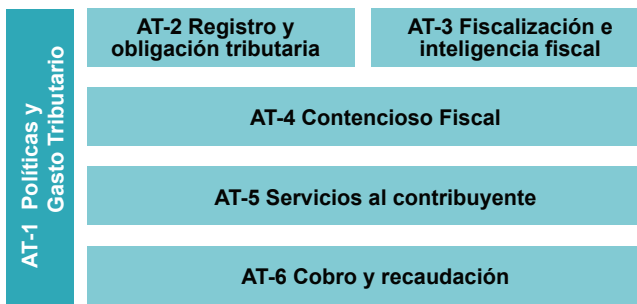 AT-1 Políticas y
Gasto Tributario
AT-2 Registro y
obligación tributaria
AT-3 Fiscalización e
inteligencia fiscal
AT-4 Contencioso Fiscal
AT-5 Servicios al contribuyente
AT-6 Cobro y recaudación